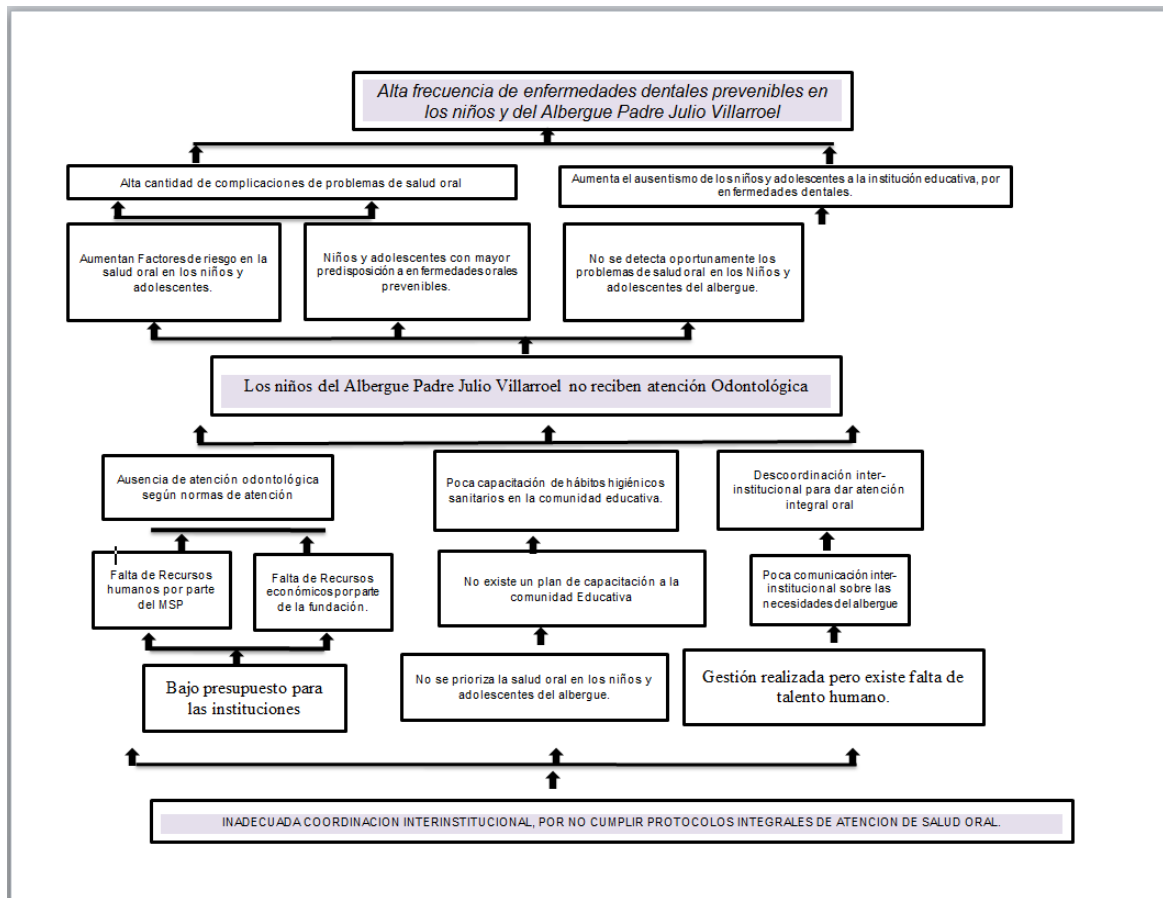 Alta frecuencia de enfermedades dentales prevenibles en
los niños y del Albergue Padre Julio Villarroel
Alta cantidad de complicaciones de problemas de salud oral
Aumenta el ausentismo de los niños y adolescentes a la institución educativa, por
enfermedades dentales.
Aumentan Factores de riesgo en la
salud oral en los niños y
adolescentes.
Niños y adolescentes con mayor
predisposición a enfermedades orales
prevenibles.
No se detecta oportunamente los
problemas de salud oral en los Niños y
adolescentes del albergue.
Los niños del Albergue Padre Julio Villarroel no reciben atención Odontológica
Ausencia de atención odontológica
según normas de atención
Poca capacitación de hábitos higiénicos
sanitarios en la comunidad educativa.
Descoordinación inter-
institucional para dar atención
integral oral
Falta de Recursos
humanos por parte
del MSP
Falta de Recursos
económicos por parte
de la fundación.
No existe un plan de capacitación a la
comunidad Educativa
Poca comunicación inter-
institucional sobre las
necesidades del albergue
Bajo presupuesto para
las instituciones
No se prioriza la salud oral en los niños y
adolescentes del albergue.
Gestión realizada pero existe falta de
talento humano.
INADECUADA COORDINACION INTERINSTITUCIONAL, POR NO CUMPLIR PROTOCOLOS INTEGRALES DE ATENCION DE SALUD ORAL.